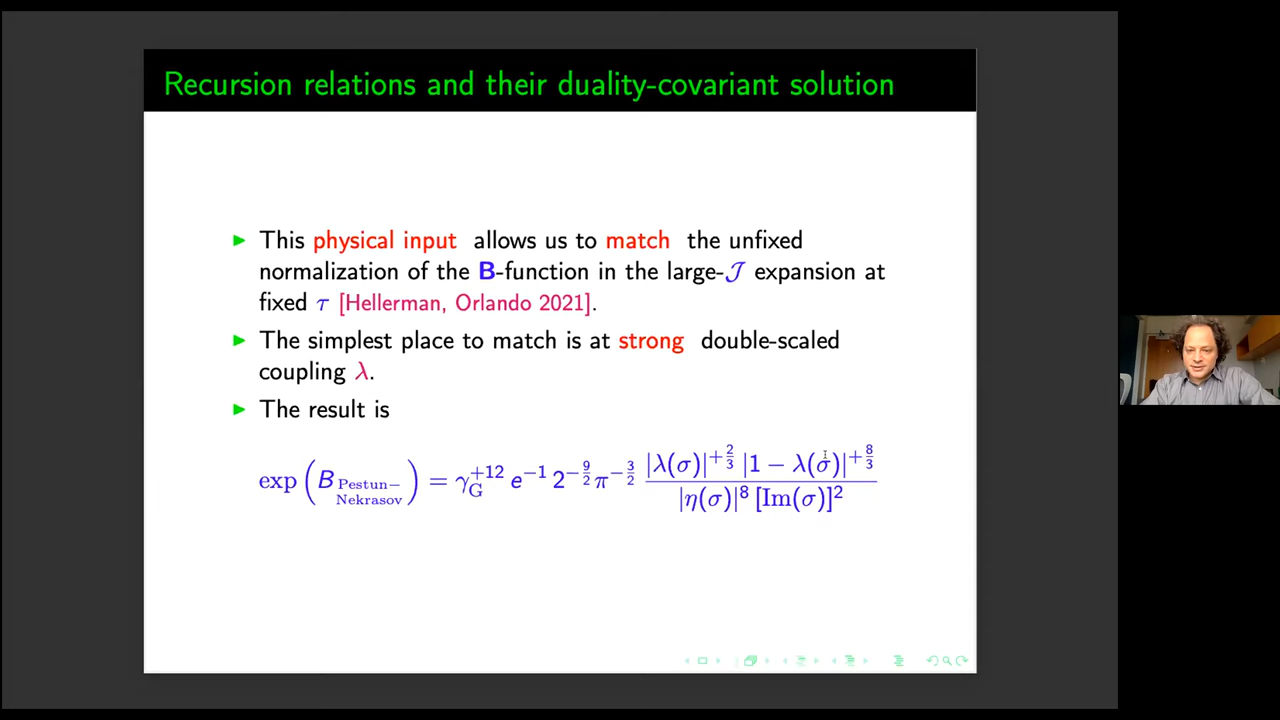 Recursion relations and their duality-covariant solution
▶ This physical input allows us to match the unfixed
normalization of the B-function in the large-𝒥 expansion at
fixed τ [Hellerman, Orlando 2021].
▶ The simplest place to match is at strong double-scaled
coupling λ.
▶ The result is
exp(B_{Pestun–Nekrasov}) = γ_G^{+12} e^{-1} 2^{-9/2} π^{-3/2} |λ(σ)|^{+2/3} |1 − λ(σ)|^{+8/3} / |η(σ)|^8 [Im(σ)]^2